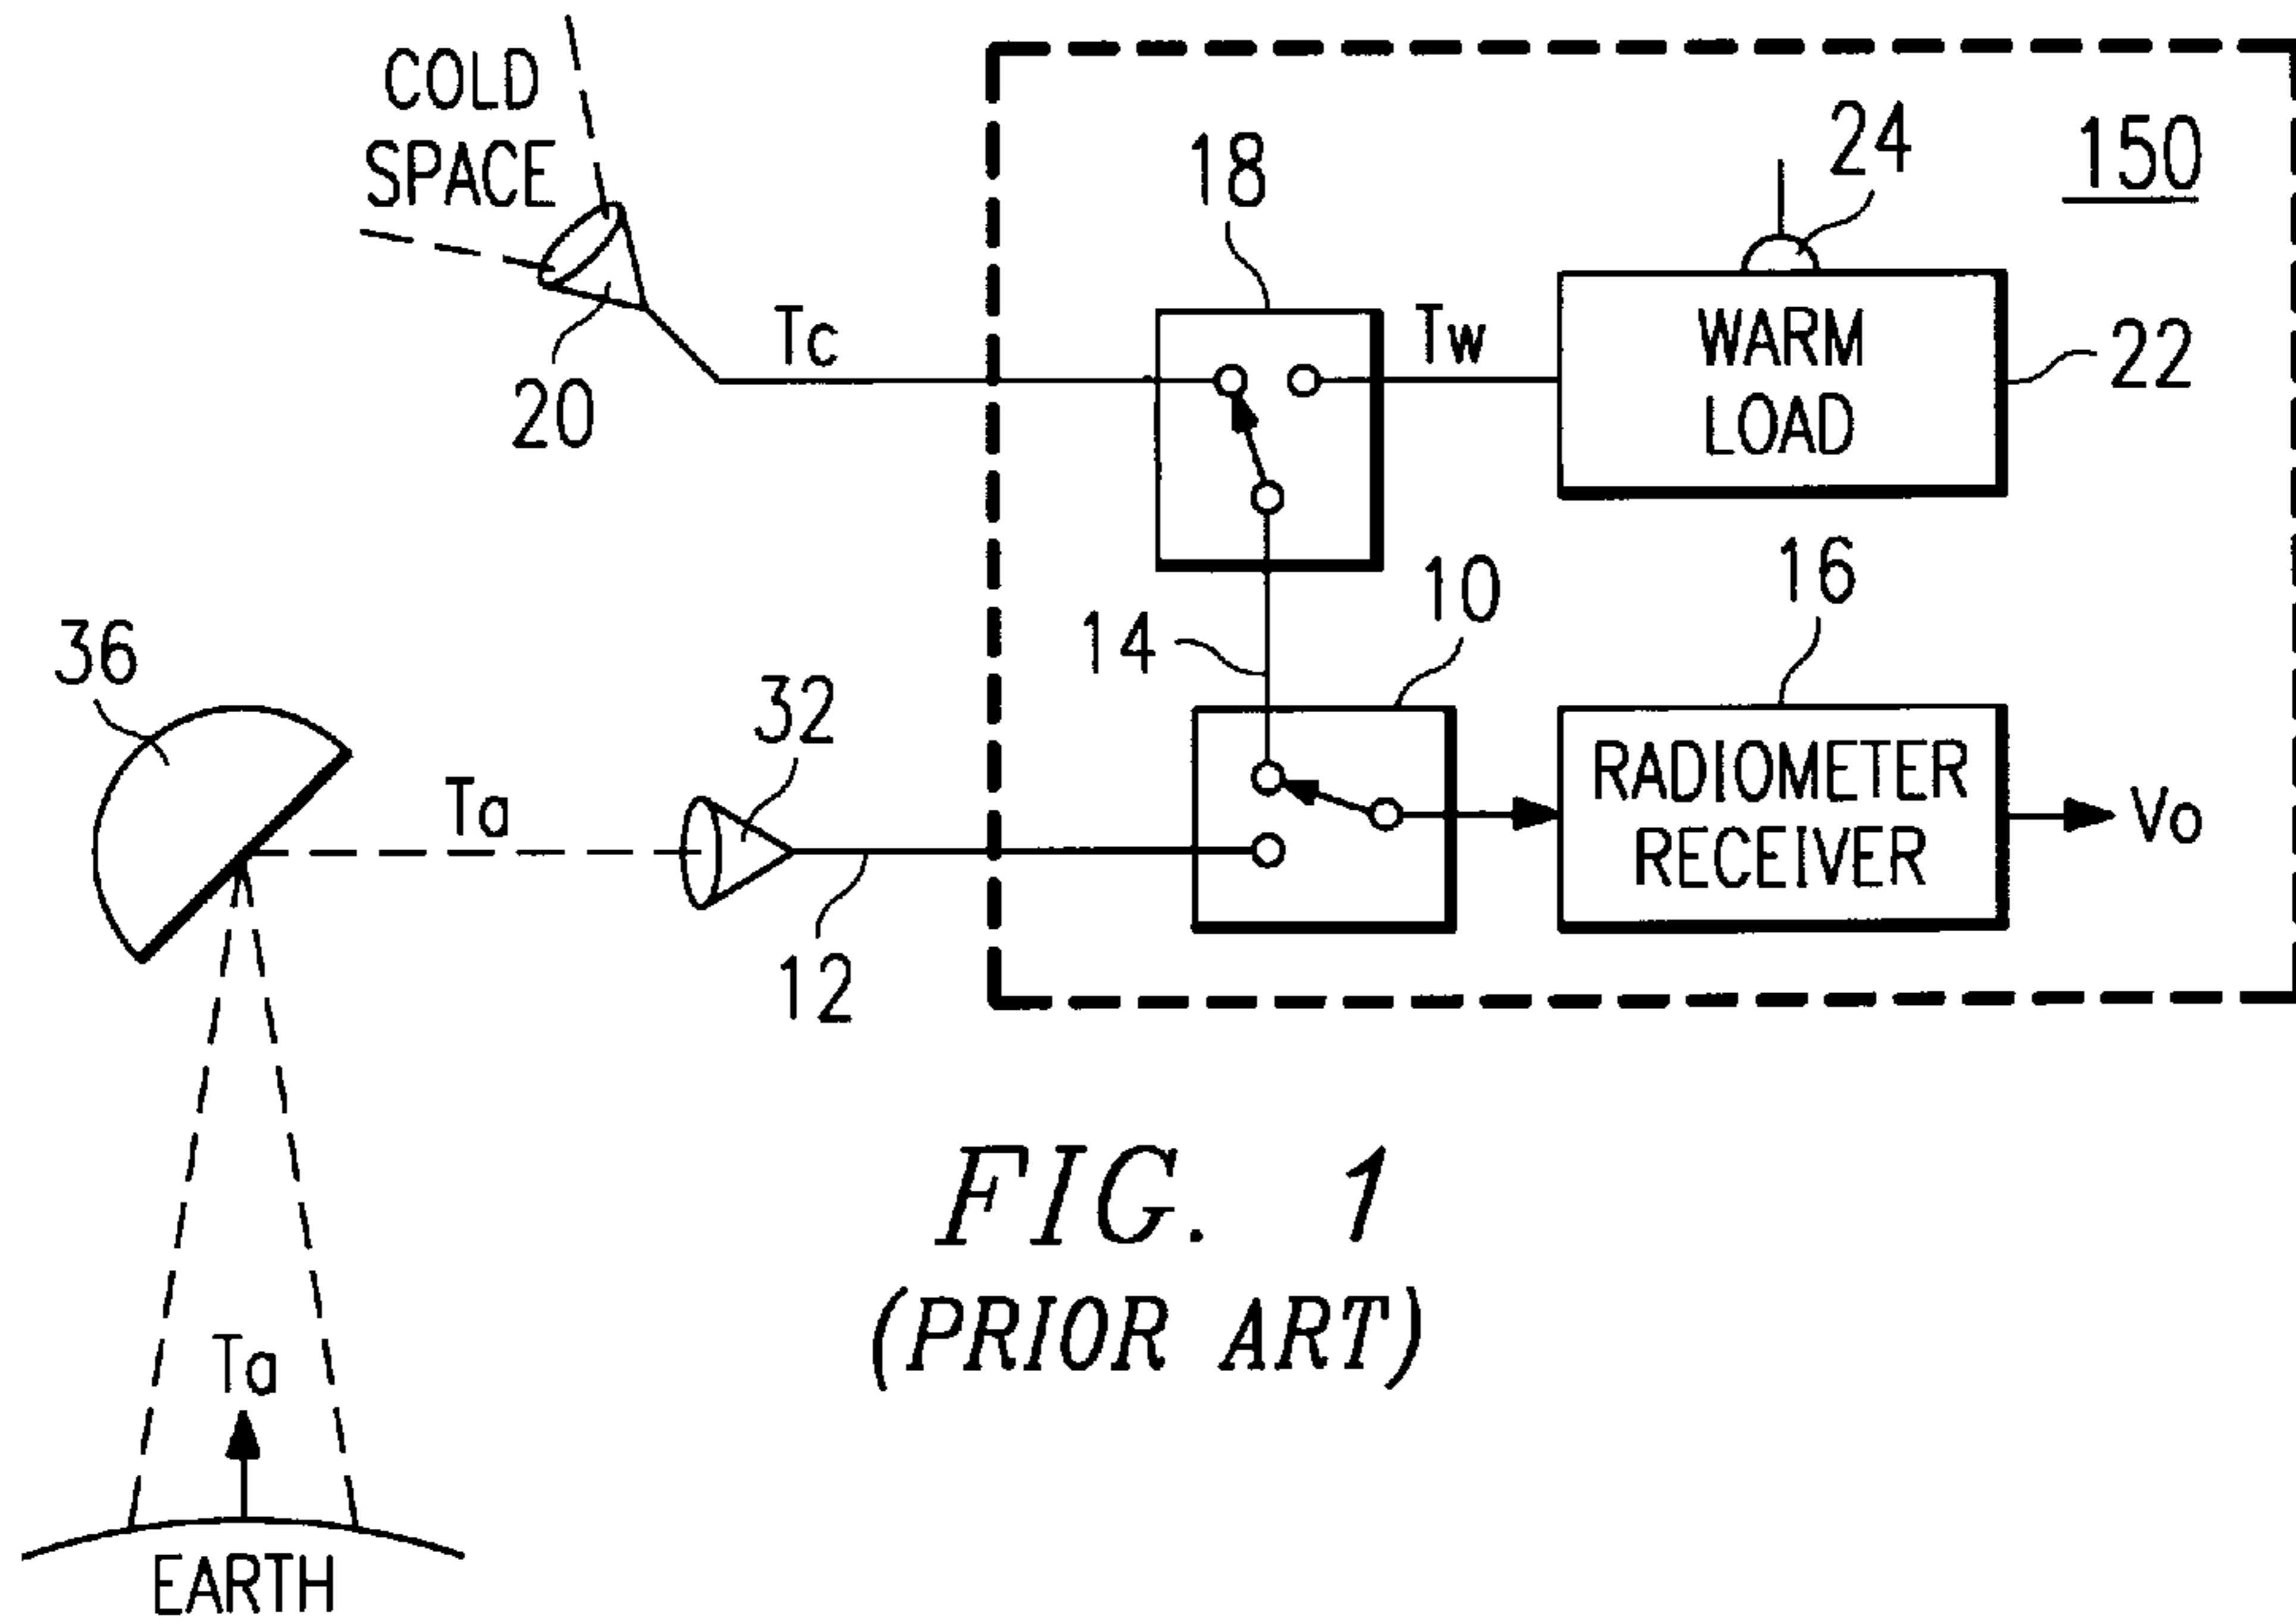 COLD
SPACE
20
Tc
18
Tw
24
150
WARM
LOAD
22
14
10
16
36
Ta
32
12
RADIOMETER
RECEIVER
Vo
FIG. 1
(PRIOR ART)
Ta
EARTH